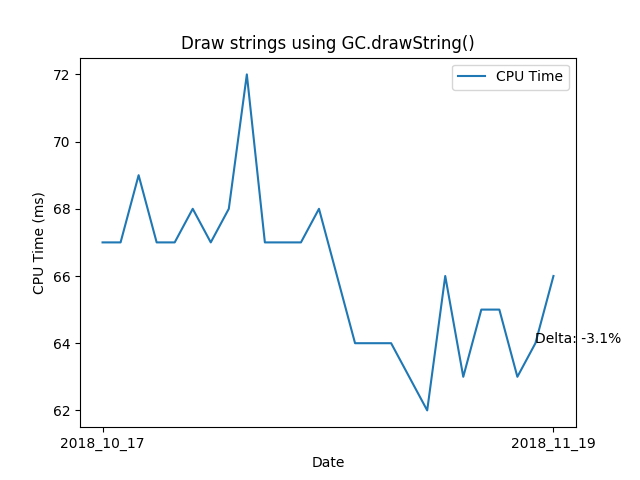 Draw strings using GC.drawString()
CPU Time
72
70
68
66
64
62
CPU Time (ms)
Delta: -3.1%
2018_10_17
2018_11_19
Date